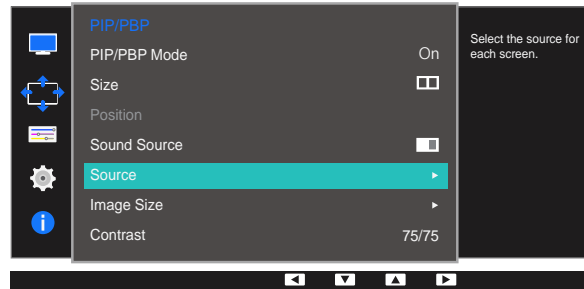 PIP/PBP
PIP/PBP Mode On
Size
Position
Sound Source
Source
Image Size
Contrast 75/75
Select the source for
each screen.